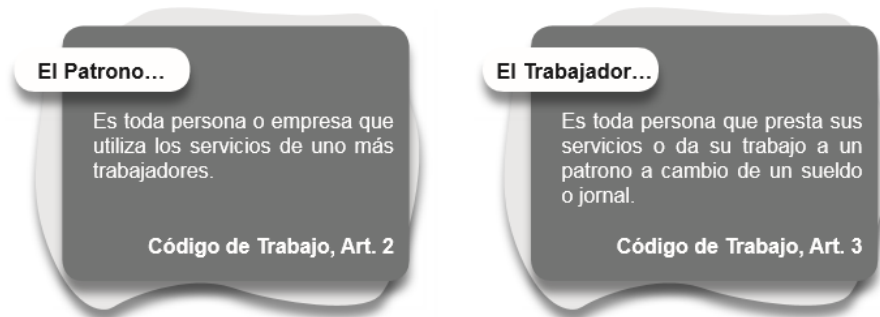 El Patrono...
Es toda persona o empresa que
utiliza los servicios de uno más
trabajadores.
Código de Trabajo, Art. 2
El Trabajador...
Es toda persona que presta sus
servicios o da su trabajo a un
patrono a cambio de un sueldo
o jornal.
Código de Trabajo, Art. 3